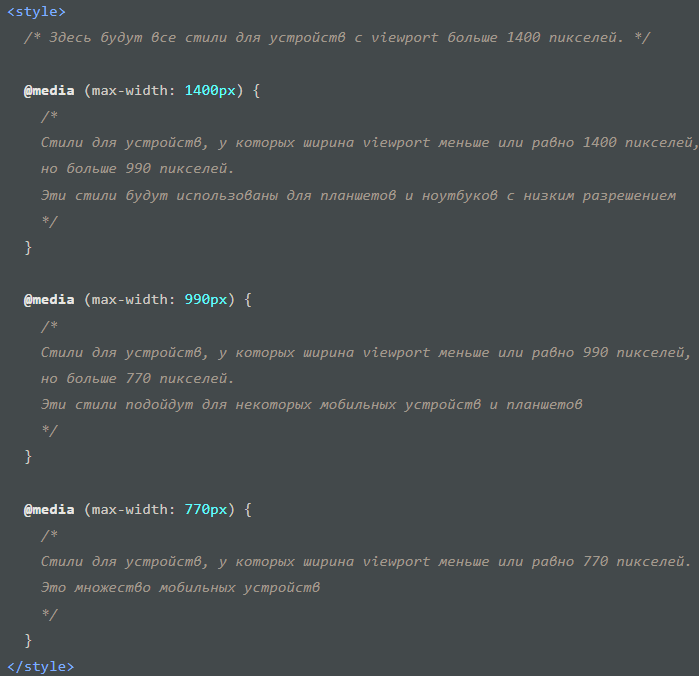 <style>
/* Здесь будут все стили для устройств с viewport больше 1400 пикселей. */
@media (max-width: 1400px) {
/*
Стили для устройств, у которых ширина viewport меньше или равно 1400 пикселей,
но больше 990 пикселей.
Эти стили будут использованы для планшетов и ноутбуков с низким разрешением
*/
}
@media (max-width: 990px) {
/*
Стили для устройств, у которых ширина viewport меньше или равно 990 пикселей,
но больше 770 пикселей.
Эти стили подойдут для некоторых мобильных устройств и планшетов
*/
}
@media (max-width: 770px) {
/*
Стили для устройств, у которых ширина viewport меньше или равно 770 пикселей.
Это множество мобильных устройств
*/
}
</style>